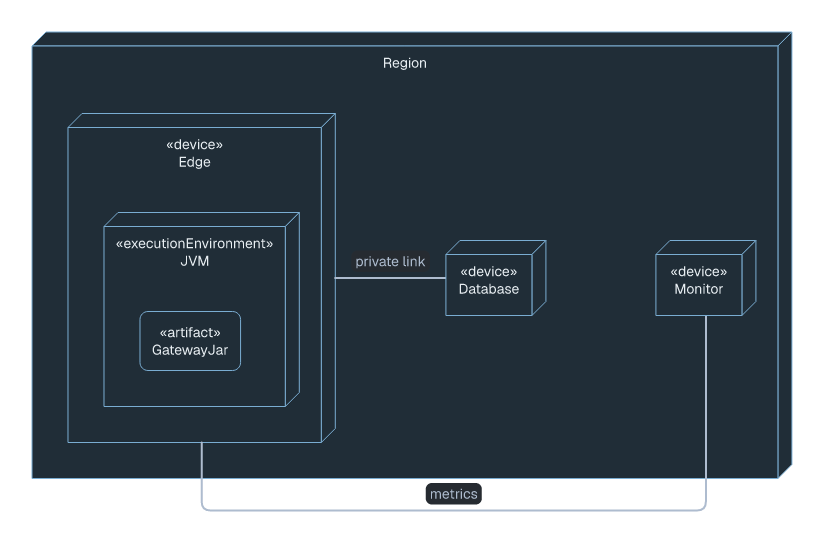 Region
«device»
Edge
«executionEnvironment»
JVM
«artifact»
GatewayJar
private link
«device»
Database
«device»
Monitor
metrics